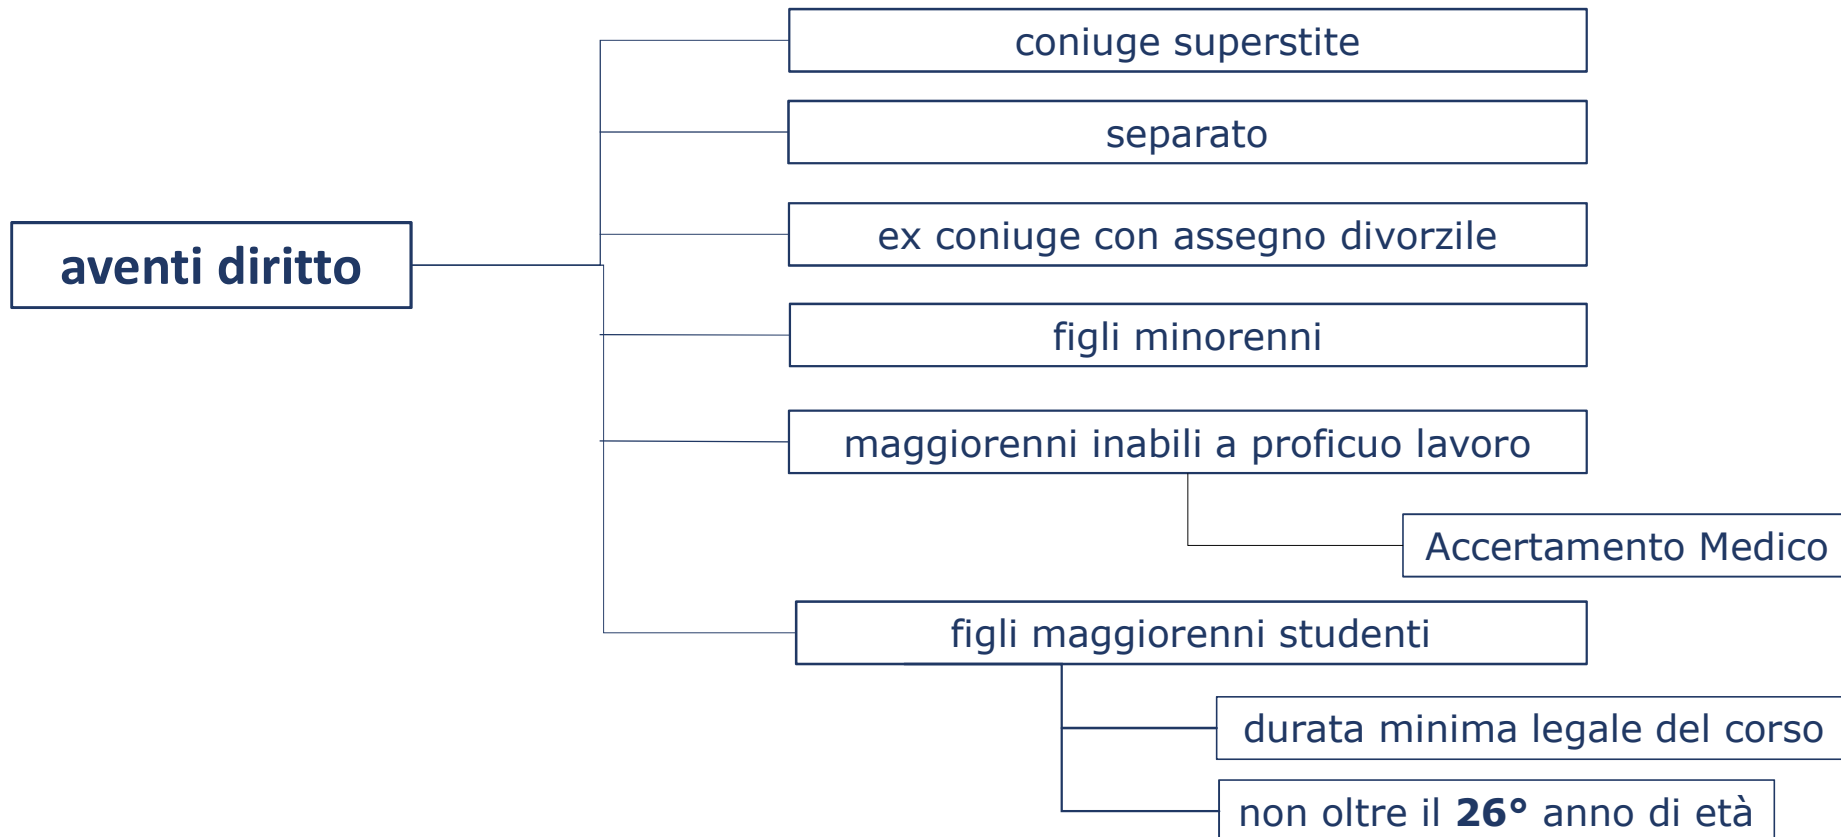 coniuge superstite
separato
aventi diritto
ex coniuge con assegno divorzile
figli minorenni
maggiorenni inabili a proficuo lavoro
Accertamento Medico
figli maggiorenni studenti
durata minima legale del corso
non oltre il 26° anno di età